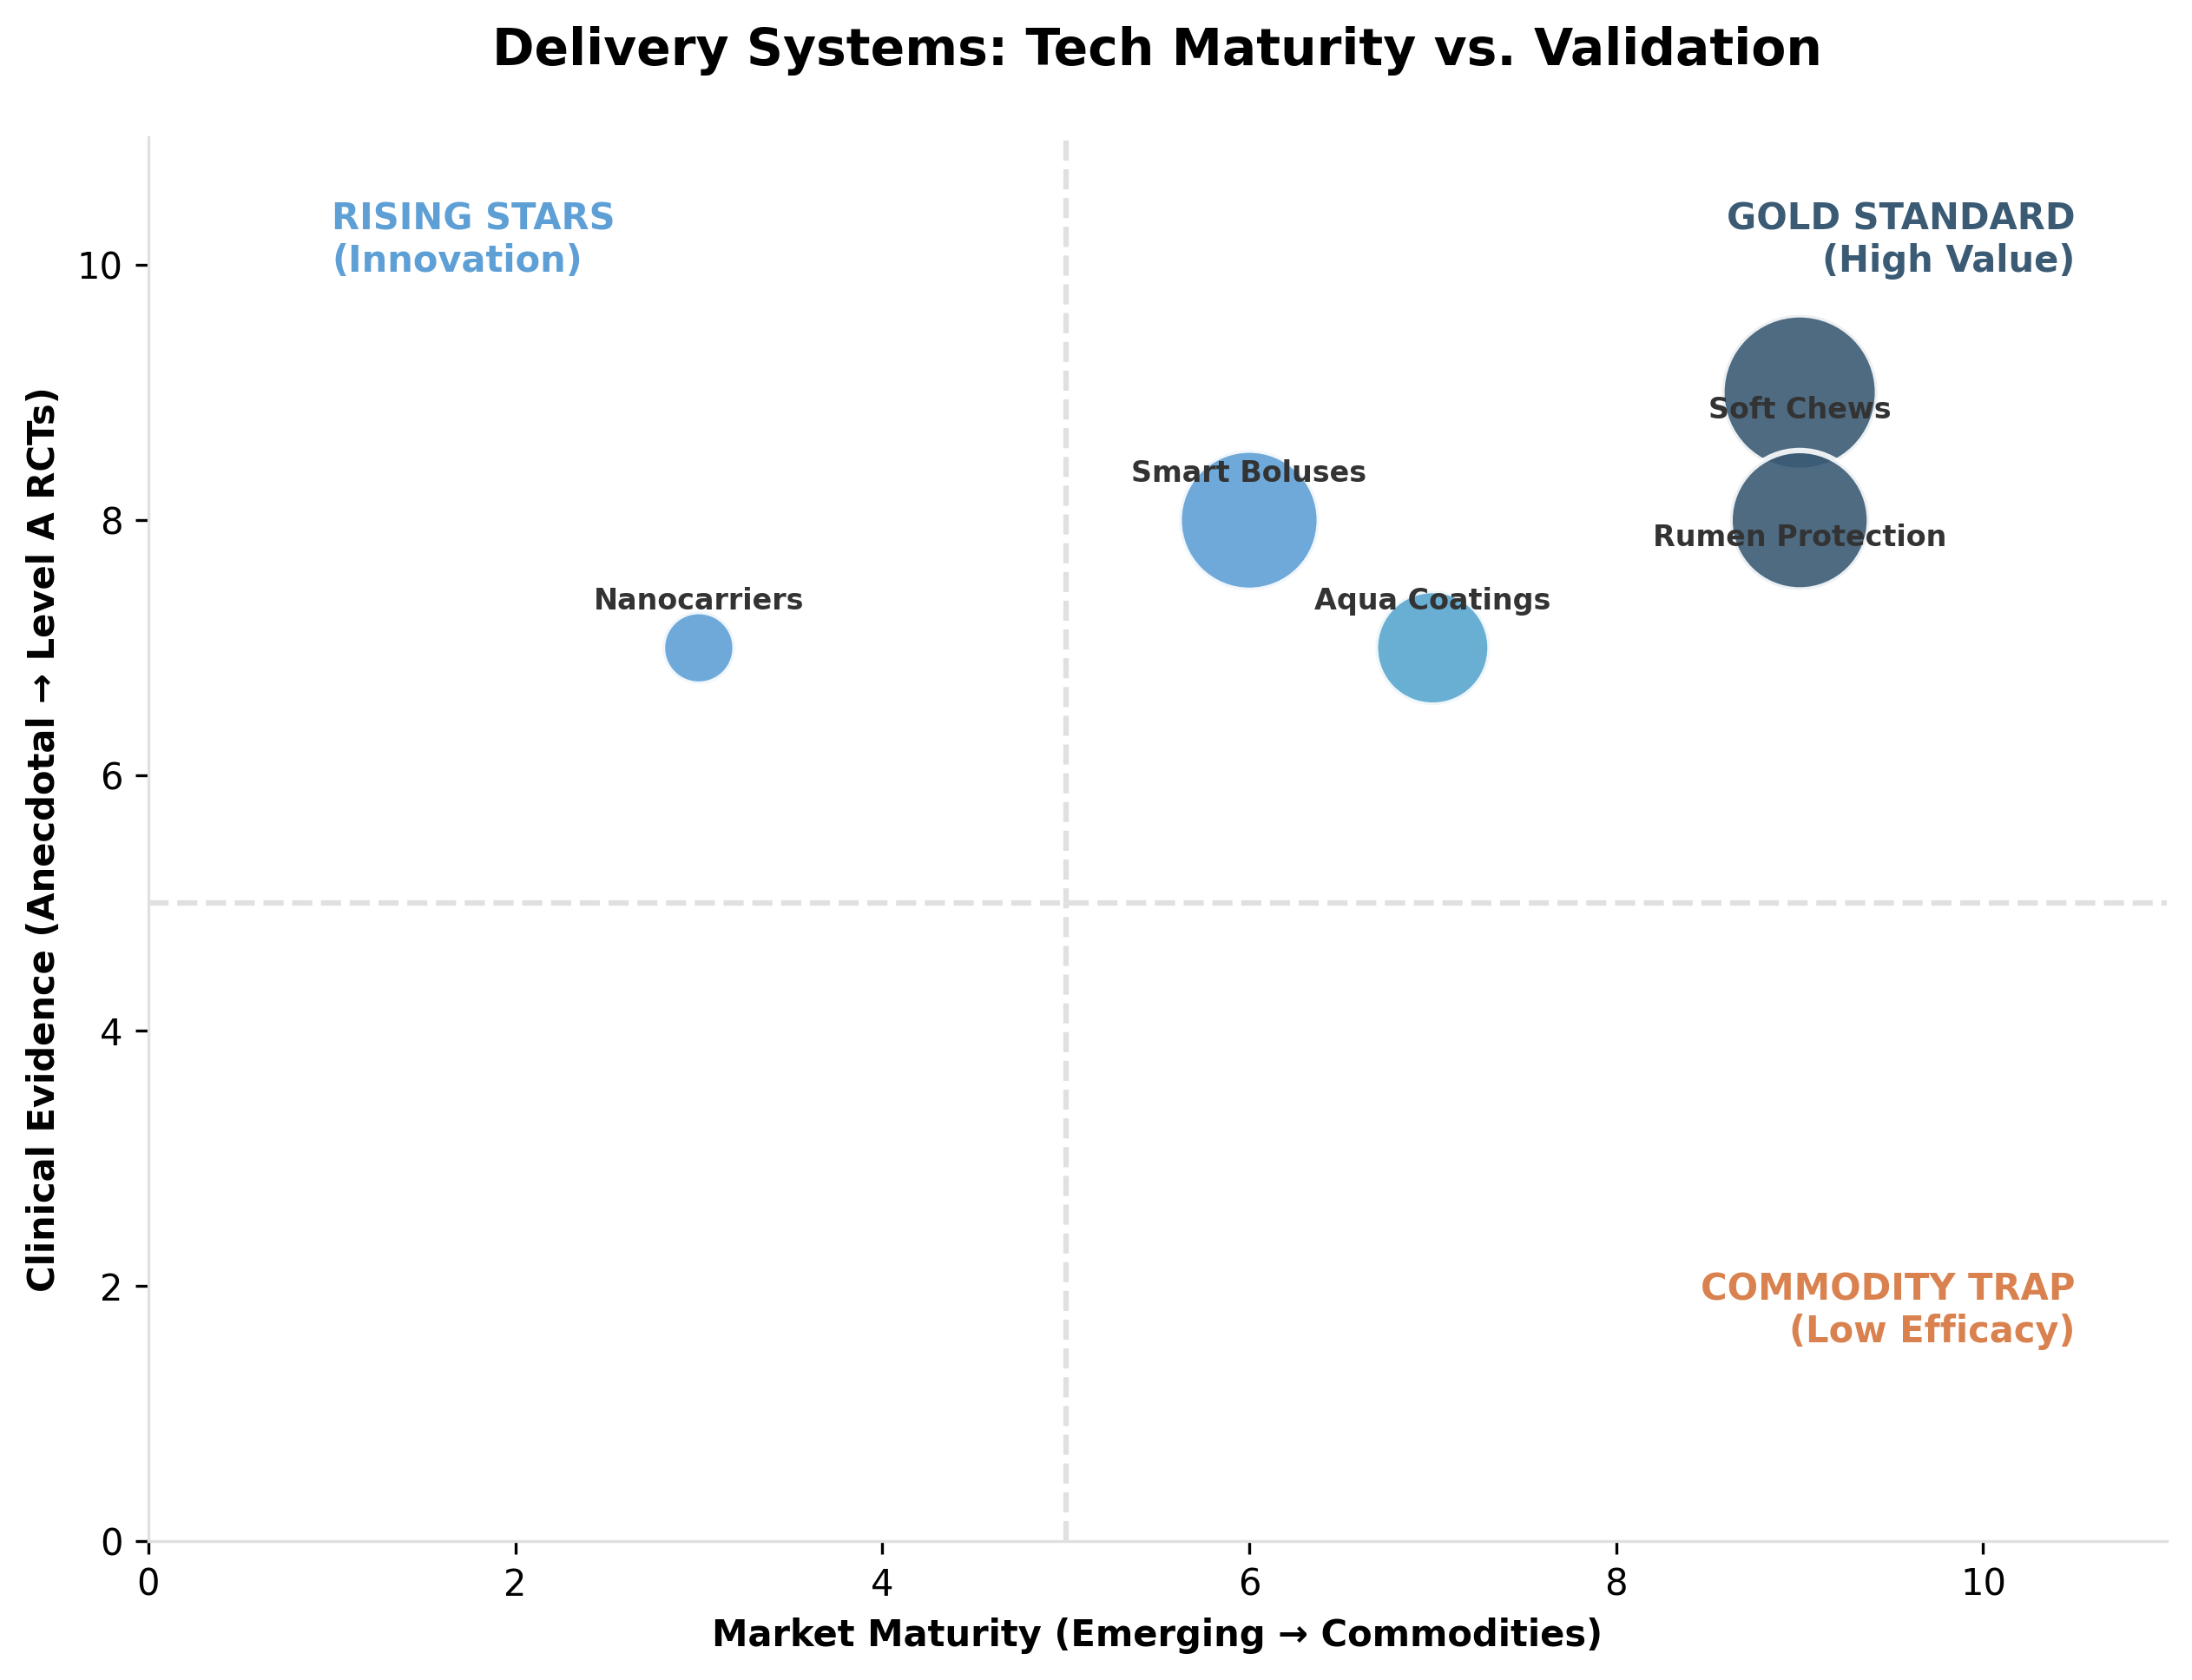 Delivery Systems: Tech Maturity vs. Validation
RISING STARS
(Innovation)
GOLD STANDARD
(High Value)
Soft Chews
Smart Boluses
Rumen Protection
Nanocarriers
Aqua Coatings
COMMODITY TRAP
(Low Efficacy)
Clinical Evidence (Anecdotal → Level A RCTs)
10
8
6
4
2
0
0
2
4
6
8
10
Market Maturity (Emerging → Commodities)